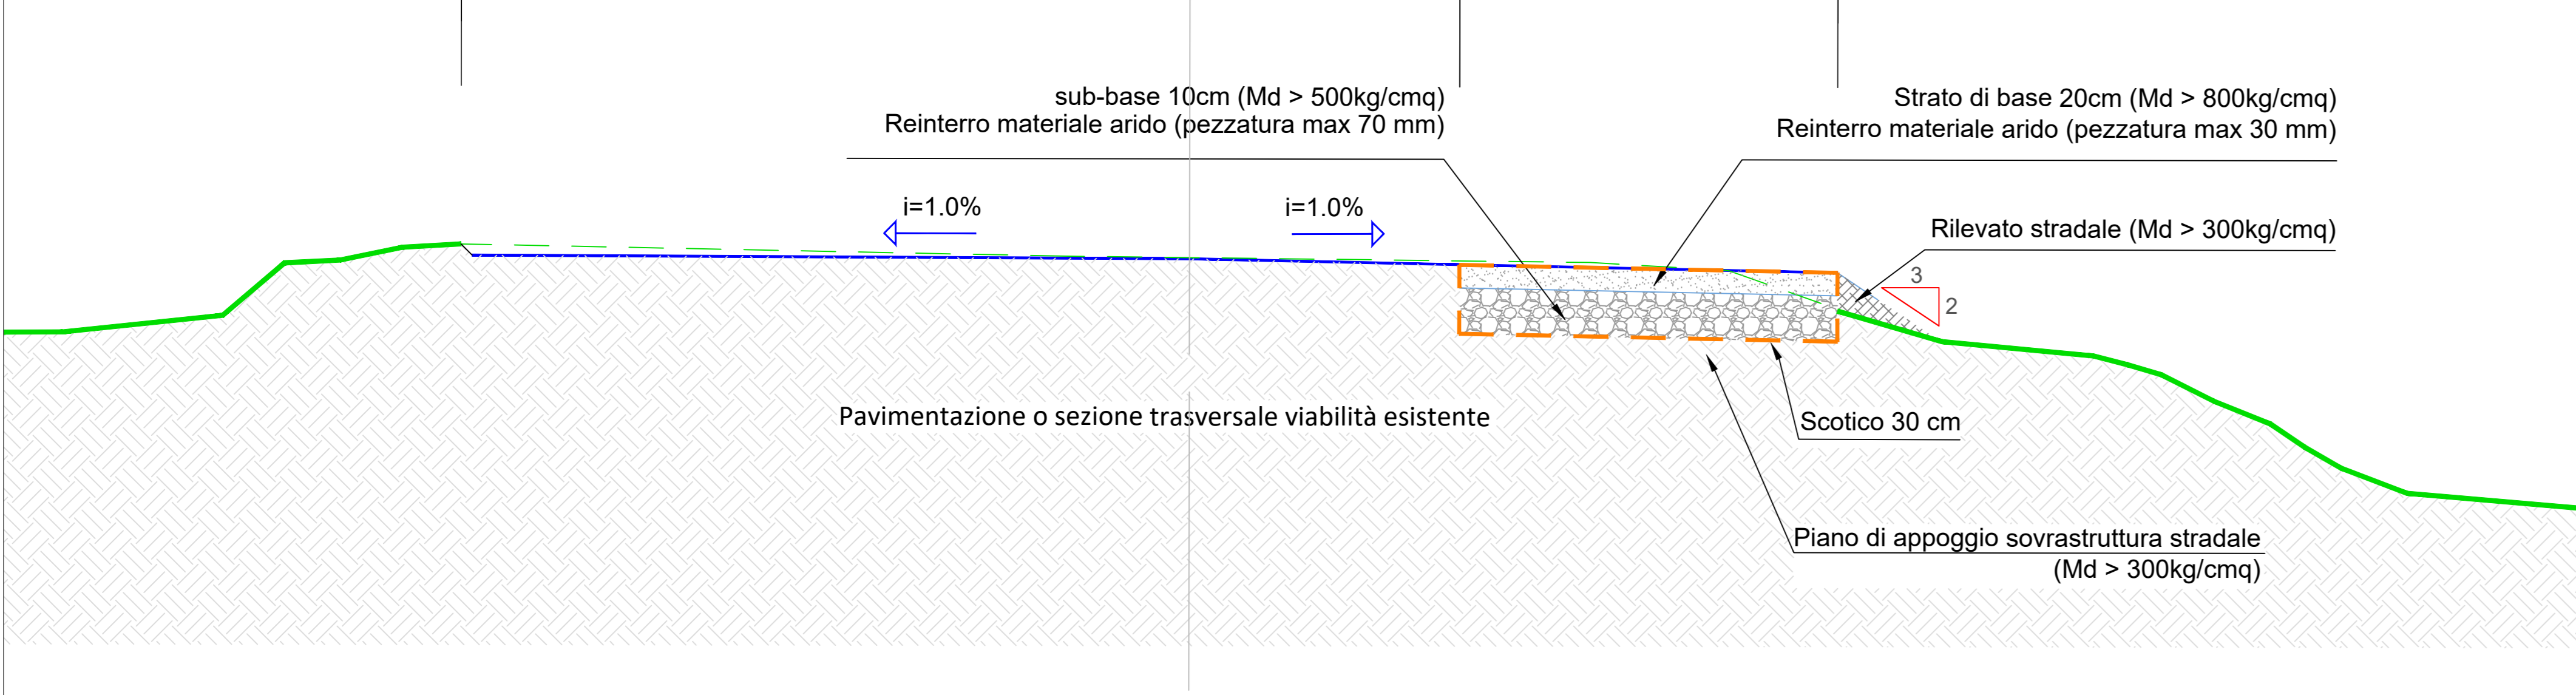 sub-base 10cm (Md > 500kg/cmq)
Reinterro materiale arido (pezzatura max 70 mm)
Strato di base 20cm (Md > 800kg/cmq)
Reinterro materiale arido (pezzatura max 30 mm)
i=1.0%
i=1.0%
Rilevato stradale (Md > 300kg/cmq)
3
2
Pavimentazione o sezione trasversale viabilità esistente
Scotico 30 cm
Piano di appoggio sovrastruttura stradale
(Md > 300kg/cmq)